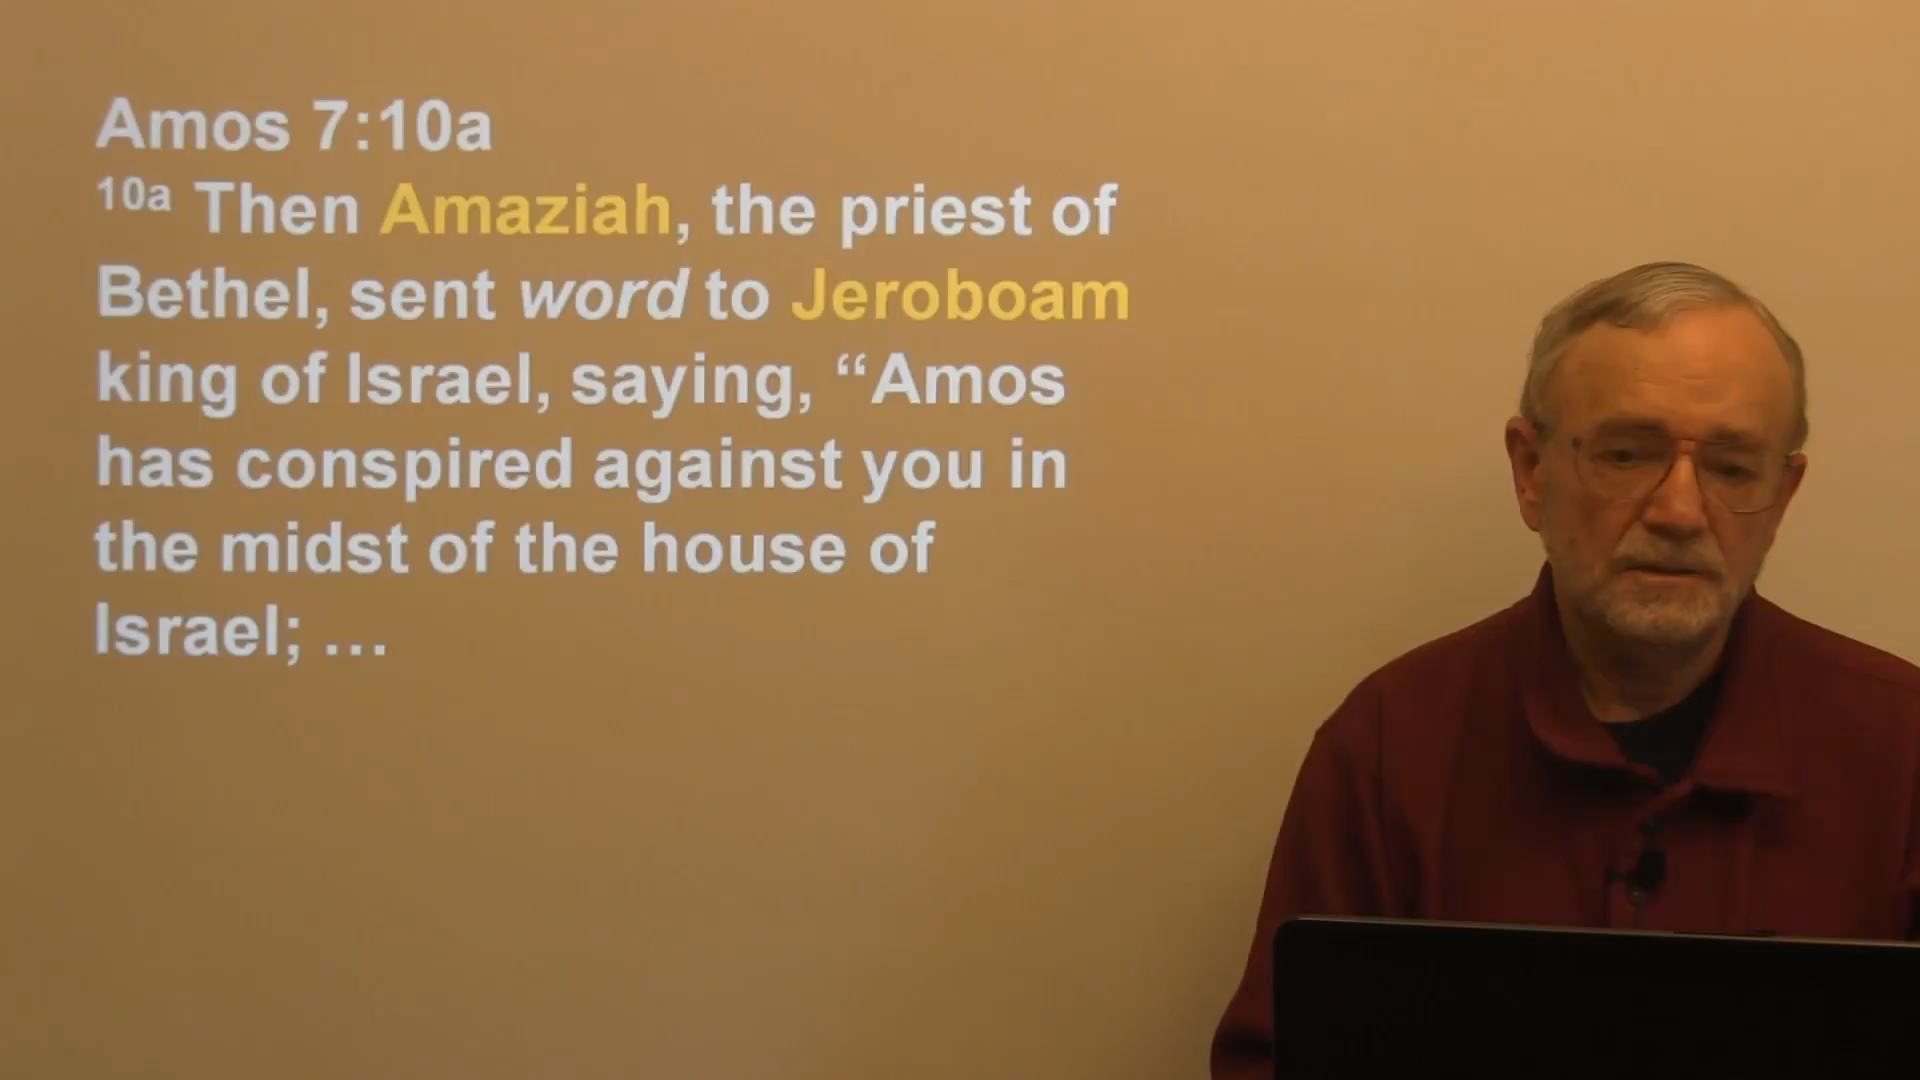 Amos 7:10a
10a Then Amaziah, the priest of
Bethel, sent word to Jeroboam
king of Israel, saying, “Amos
has conspired against you in
the midst of the house of
Israel; …